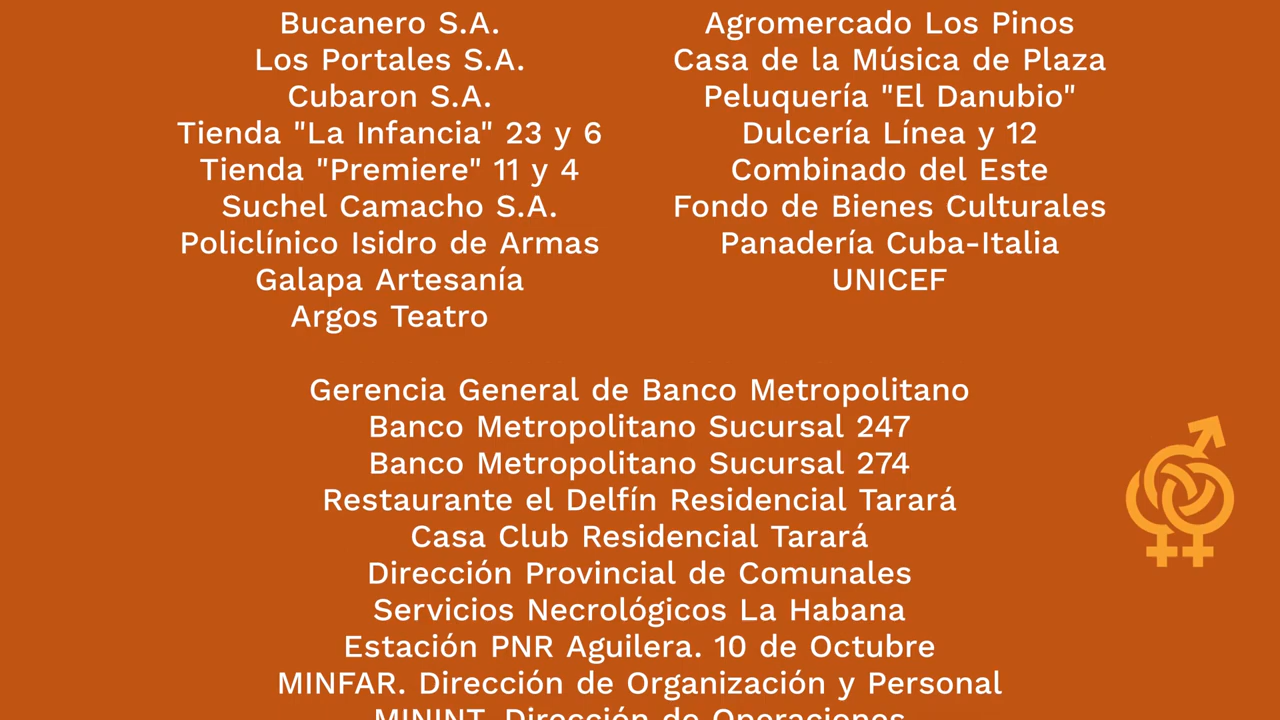 Bucanero S.A.
Los Portales S.A.
Cubaron S.A.
Tienda "La Infancia" 23 y 6
Tienda "Premiere" 11 y 4
Suchel Camacho S.A.
Policlínico Isidro de Armas
Galapa Artesanía
Argos Teatro
Agromercado Los Pinos
Casa de la Música de Plaza
Peluquería "El Danubio"
Dulcería Línea y 12
Combinado del Este
Fondo de Bienes Culturales
Panadería Cuba-Italia
UNICEF
Gerencia General de Banco Metropolitano
Banco Metropolitano Sucursal 247
Banco Metropolitano Sucursal 274
Restaurante el Delfín Residencial Tarará
Casa Club Residencial Tarará
Dirección Provincial de Comunales
Servicios Necrológicos La Habana
Estación PNR Aguilera. 10 de Octubre
MINFAR. Dirección de Organización y Personal
MININT. Dirección de Operaciones